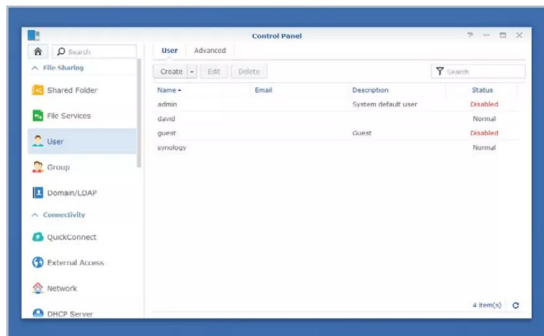 Control Panel
Search
User Advanced
File Sharing
Create Edit Delete Search
Shared Folder
Name Email Description Status
admin System default user Disabled
File Services
david Normal
guest Guest Disabled
User
synology Normal
Group
Domain/LDAP
Connectivity
QuickConnect
External Access
Network
4 item(s)
DHCP Server